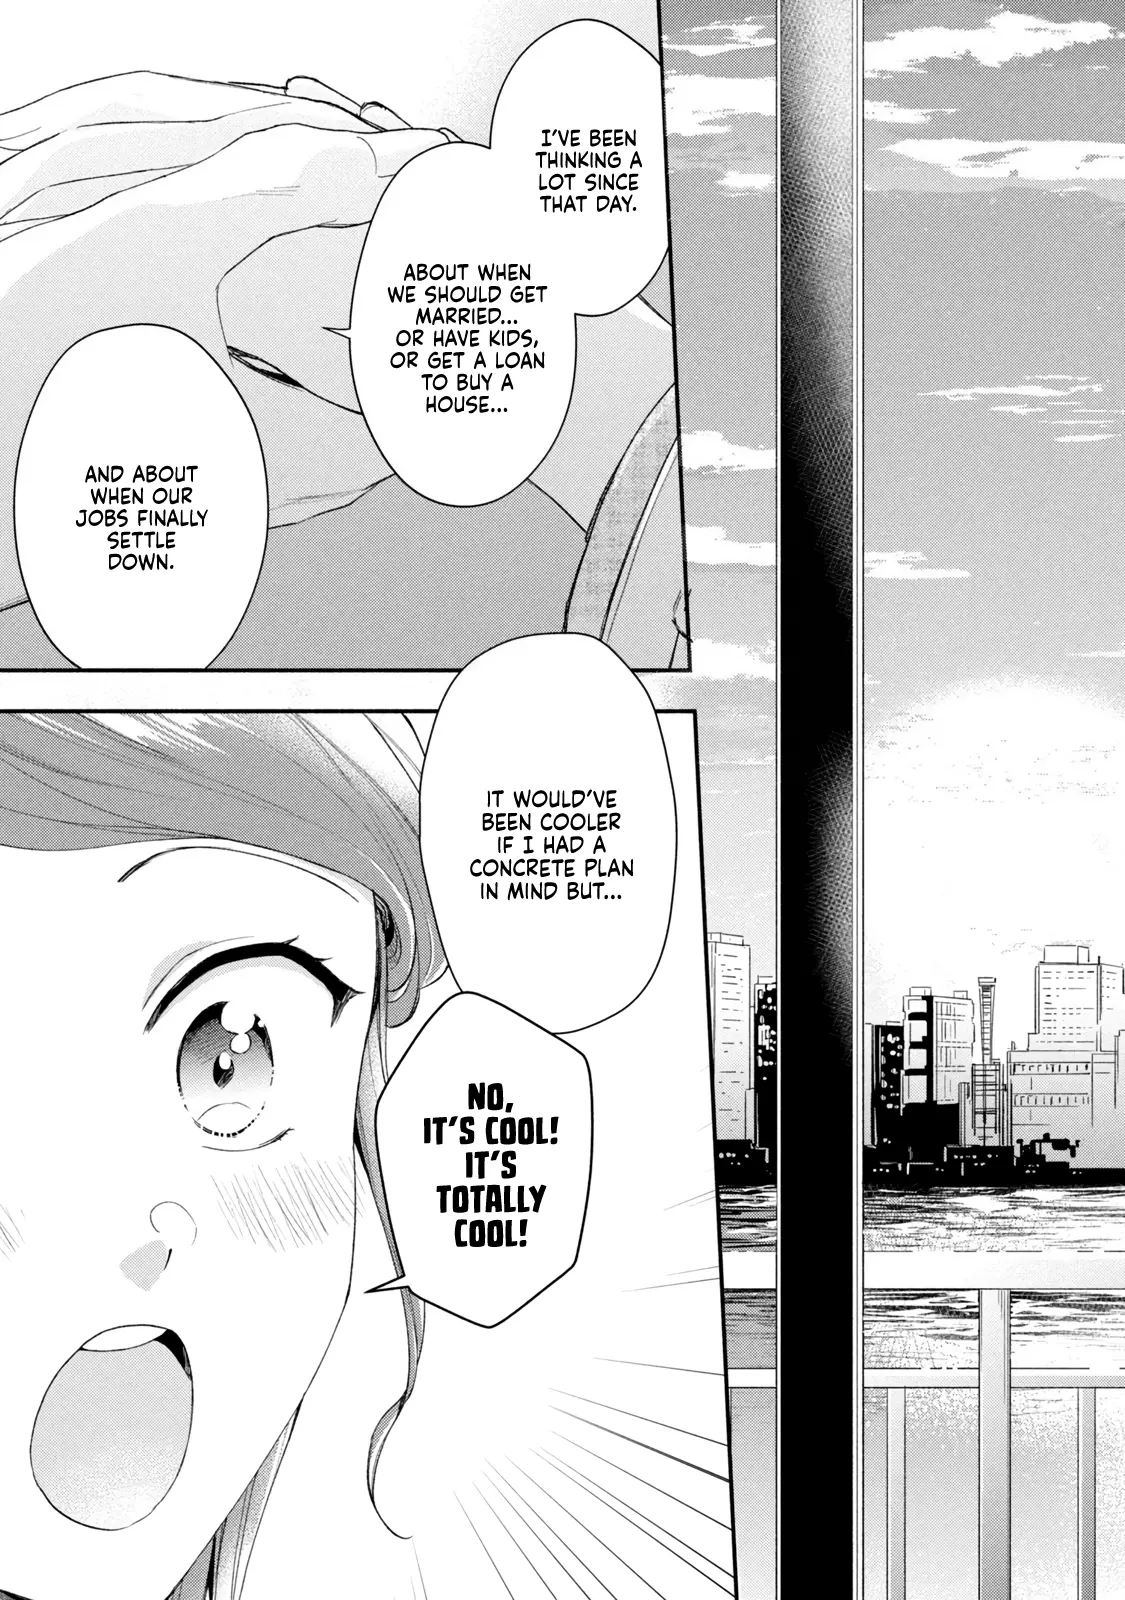 I'VE BEEN
THINKING A
LOT SINCE
THAT DAY.
ABOUT WHEN
WE SHOULD GET
MARRIED...
OR HAVE KIDS,
OR GET A LOAN
TO BUY A
HOUSE...
AND ABOUT
WHEN OUR
JOBS FINALLY
SETTLE
DOWN.
IT WOULD'VE
BEEN COOLER
IF I HAD A
CONCRETE PLAN
IN MIND BUT...
NO,
IT'S COOL!
IT'S
TOTALLY
COOL!